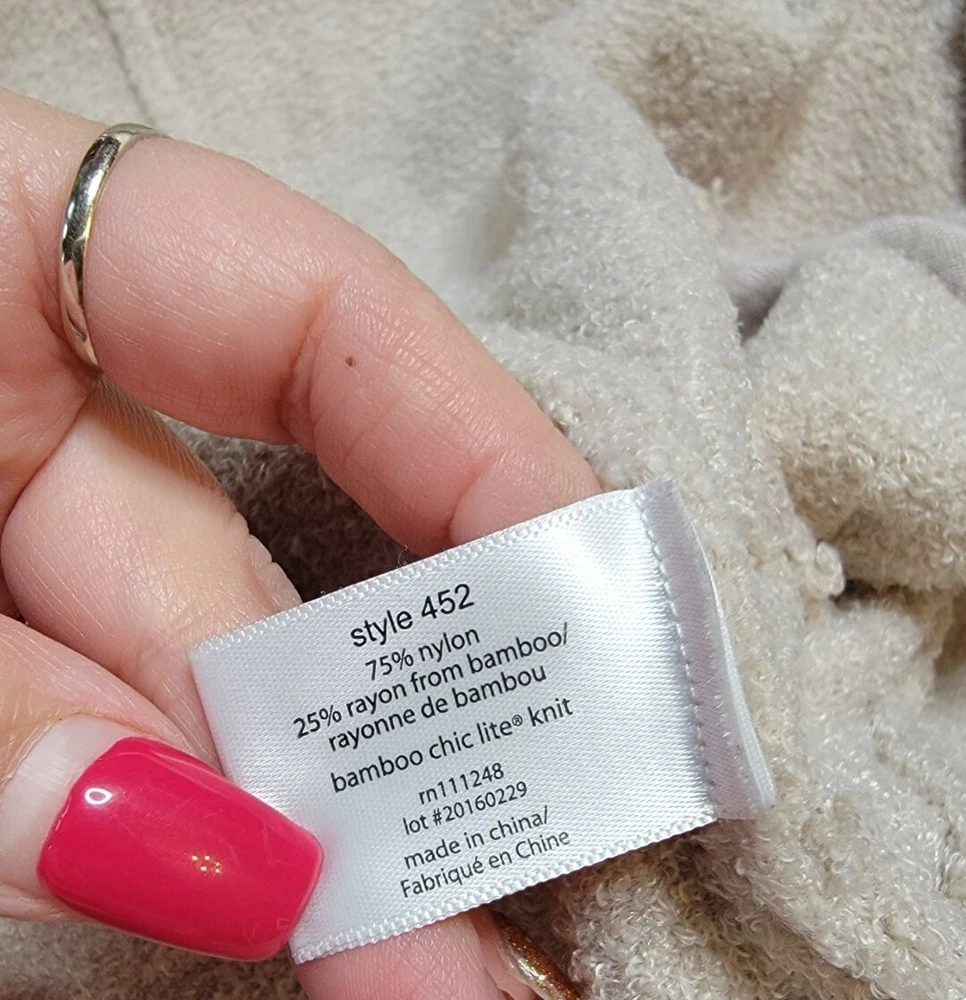 style 452
75% nylon
25% rayon from bamboo/
rayonne de bambou
bamboo chic lite® knit
rn111248
lot #20160229
made in china/
Fabriqué en Chine